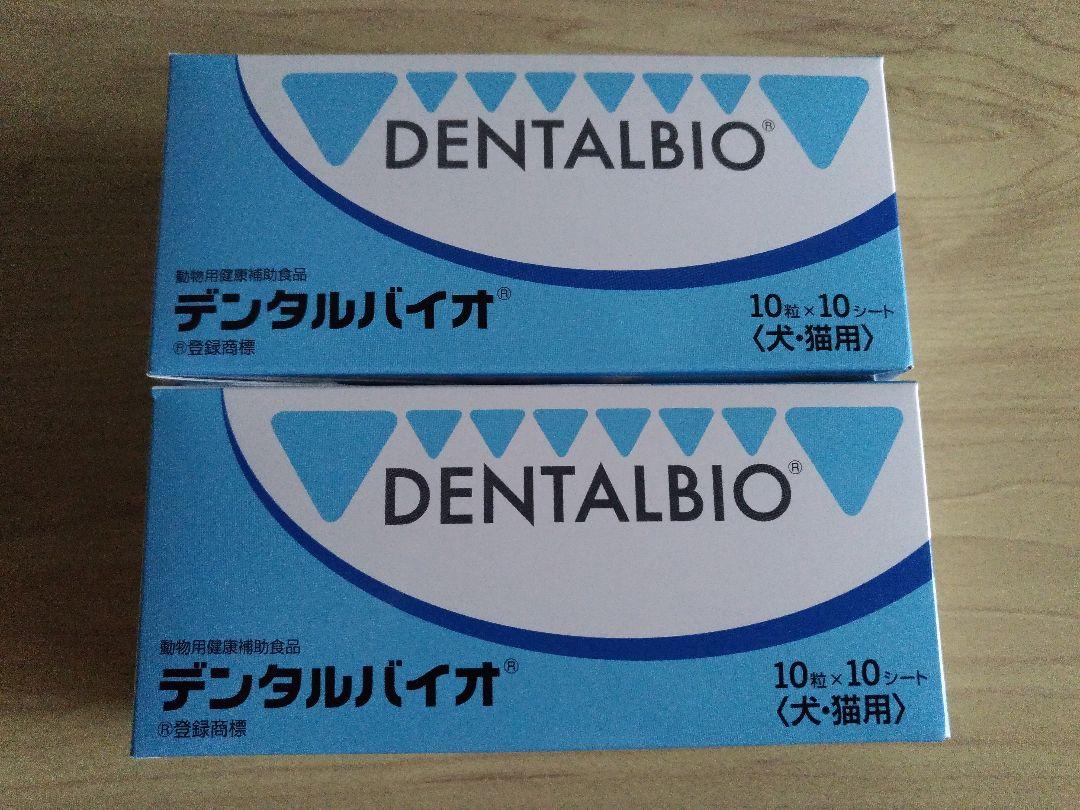 DENTALBIO®
動物用健康補助食品
デンタルバイオ®
®登録商標
10粒×10シート
〈犬・猫用〉
DENTALBIO®
動物用健康補助食品
デンタルバイオ®
®登録商標
10粒×10シート
〈犬・猫用〉